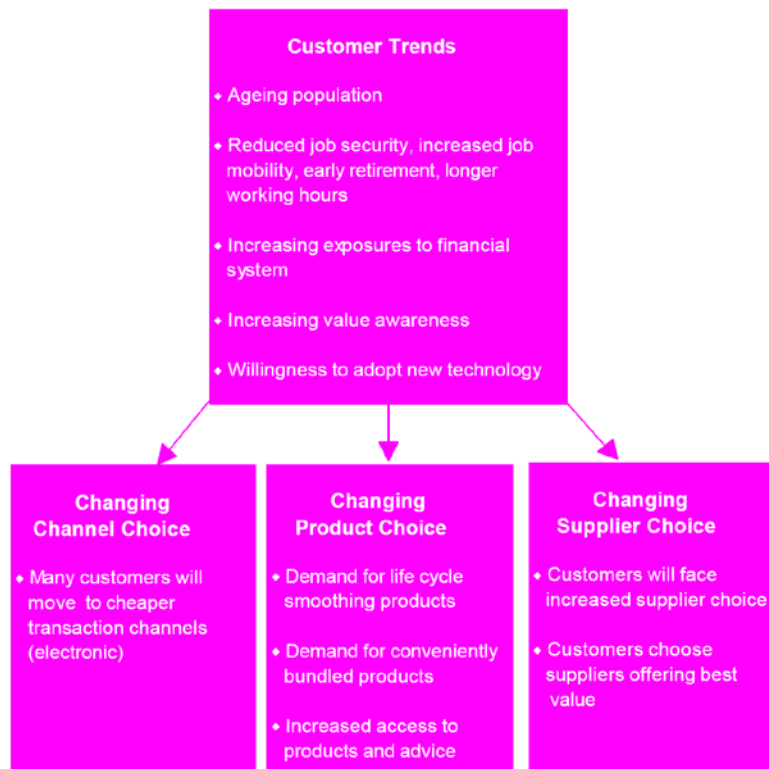 Customer Trends
⬥ Ageing population
⬥ Reduced job security, increased job
mobility, early retirement, longer
working hours
⬥ Increasing exposures to financial
system
⬥ Increasing value awareness
⬥ Willingness to adopt new technology
Changing
Channel Choice
⬥ Many customers will
move to cheaper
transaction channels
(electronic)
Changing
Product Choice
⬥ Demand for life cycle
smoothing products
⬥ Demand for conveniently
bundled products
⬥ Increased access to
products and advice
Changing
Supplier Choice
⬥ Customers will face
increased supplier choice
⬥ Customers choose
suppliers offering best
value